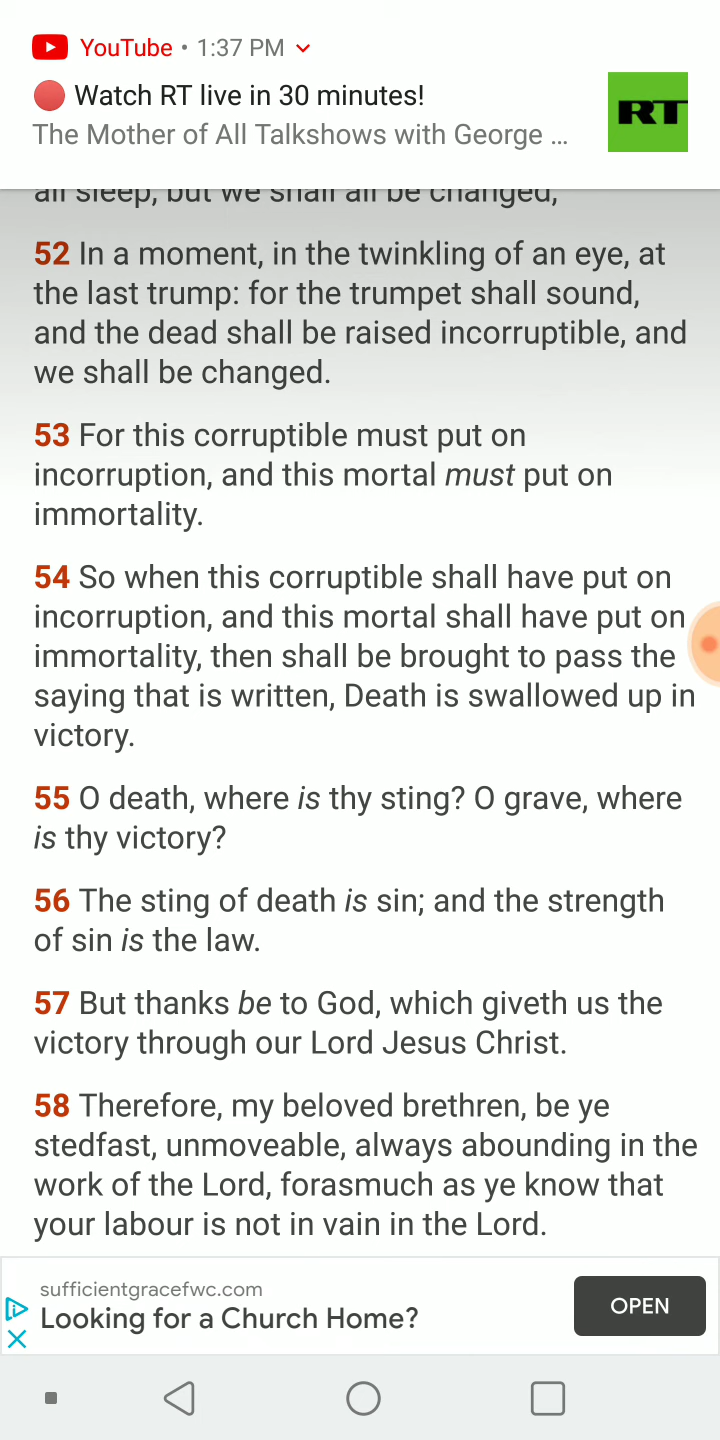 YouTube • 1:37 PM
🔴 Watch RT live in 30 minutes!
The Mother of All Talkshows with George ...
RT
all sleep, but we shall all be changed,
52 In a moment, in the twinkling of an eye, at
the last trump: for the trumpet shall sound,
and the dead shall be raised incorruptible, and
we shall be changed.
53 For this corruptible must put on
incorruption, and this mortal must put on
immortality.
54 So when this corruptible shall have put on
incorruption, and this mortal shall have put on
immortality, then shall be brought to pass the
saying that is written, Death is swallowed up in
victory.
55 O death, where is thy sting? O grave, where
is thy victory?
56 The sting of death is sin; and the strength
of sin is the law.
57 But thanks be to God, which giveth us the
victory through our Lord Jesus Christ.
58 Therefore, my beloved brethren, be ye
stedfast, unmoveable, always abounding in the
work of the Lord, forasmuch as ye know that
your labour is not in vain in the Lord.
sufficientgracefwc.com
Looking for a Church Home?
OPEN